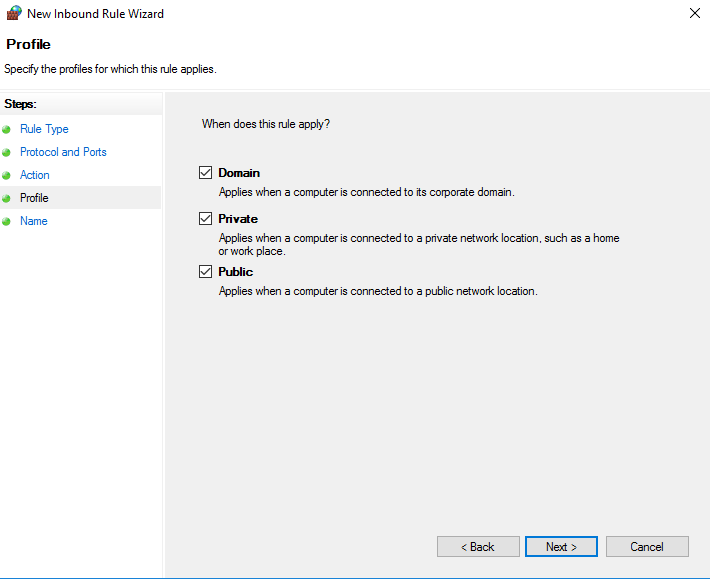 New Inbound Rule Wizard
Profile
Specify the profiles for which this rule applies.
Steps:
Rule Type
Protocol and Ports
Action
Profile
Name
When does this rule apply?
Domain
Applies when a computer is connected to its corporate domain.
Private
Applies when a computer is connected to a private network location, such as a home
or work place.
Public
Applies when a computer is connected to a public network location.
< Back
Next >
Cancel